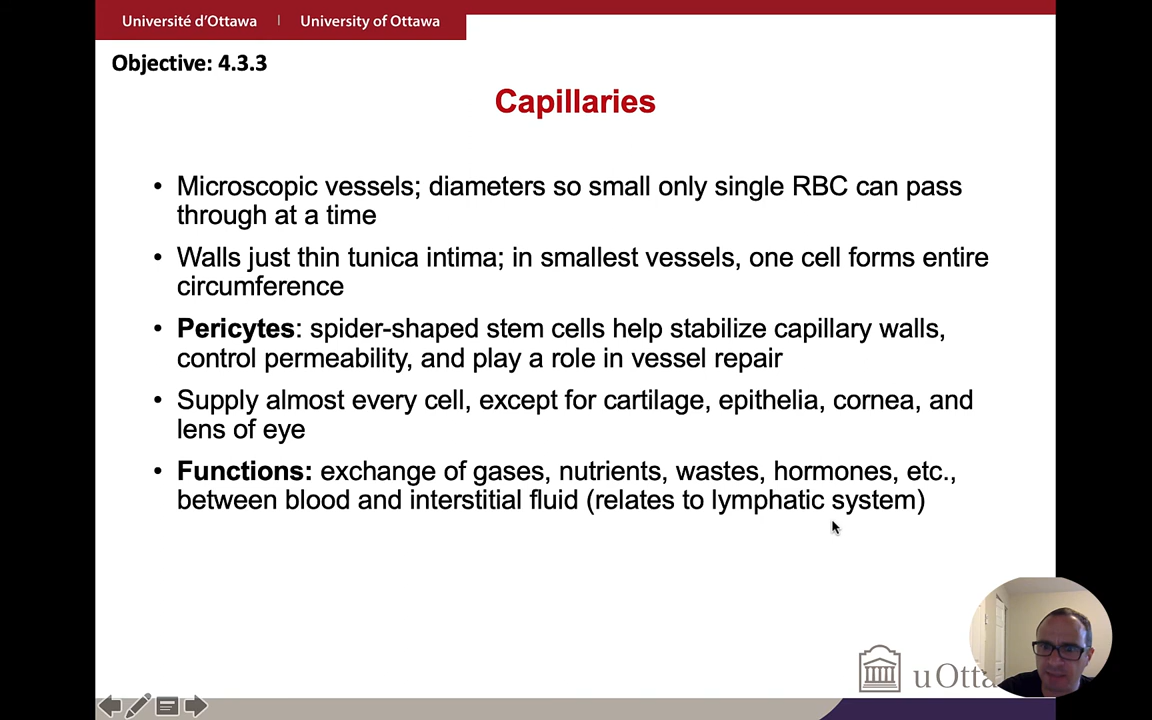 Université d'Ottawa | University of Ottawa
Objective: 4.3.3
Capillaries
• Microscopic vessels; diameters so small only single RBC can pass
through at a time
• Walls just thin tunica intima; in smallest vessels, one cell forms entire
circumference
• Pericytes: spider-shaped stem cells help stabilize capillary walls,
control permeability, and play a role in vessel repair
• Supply almost every cell, except for cartilage, epithelia, cornea, and
lens of eye
• Functions: exchange of gases, nutrients, wastes, hormones, etc.,
between blood and interstitial fluid (relates to lymphatic system)